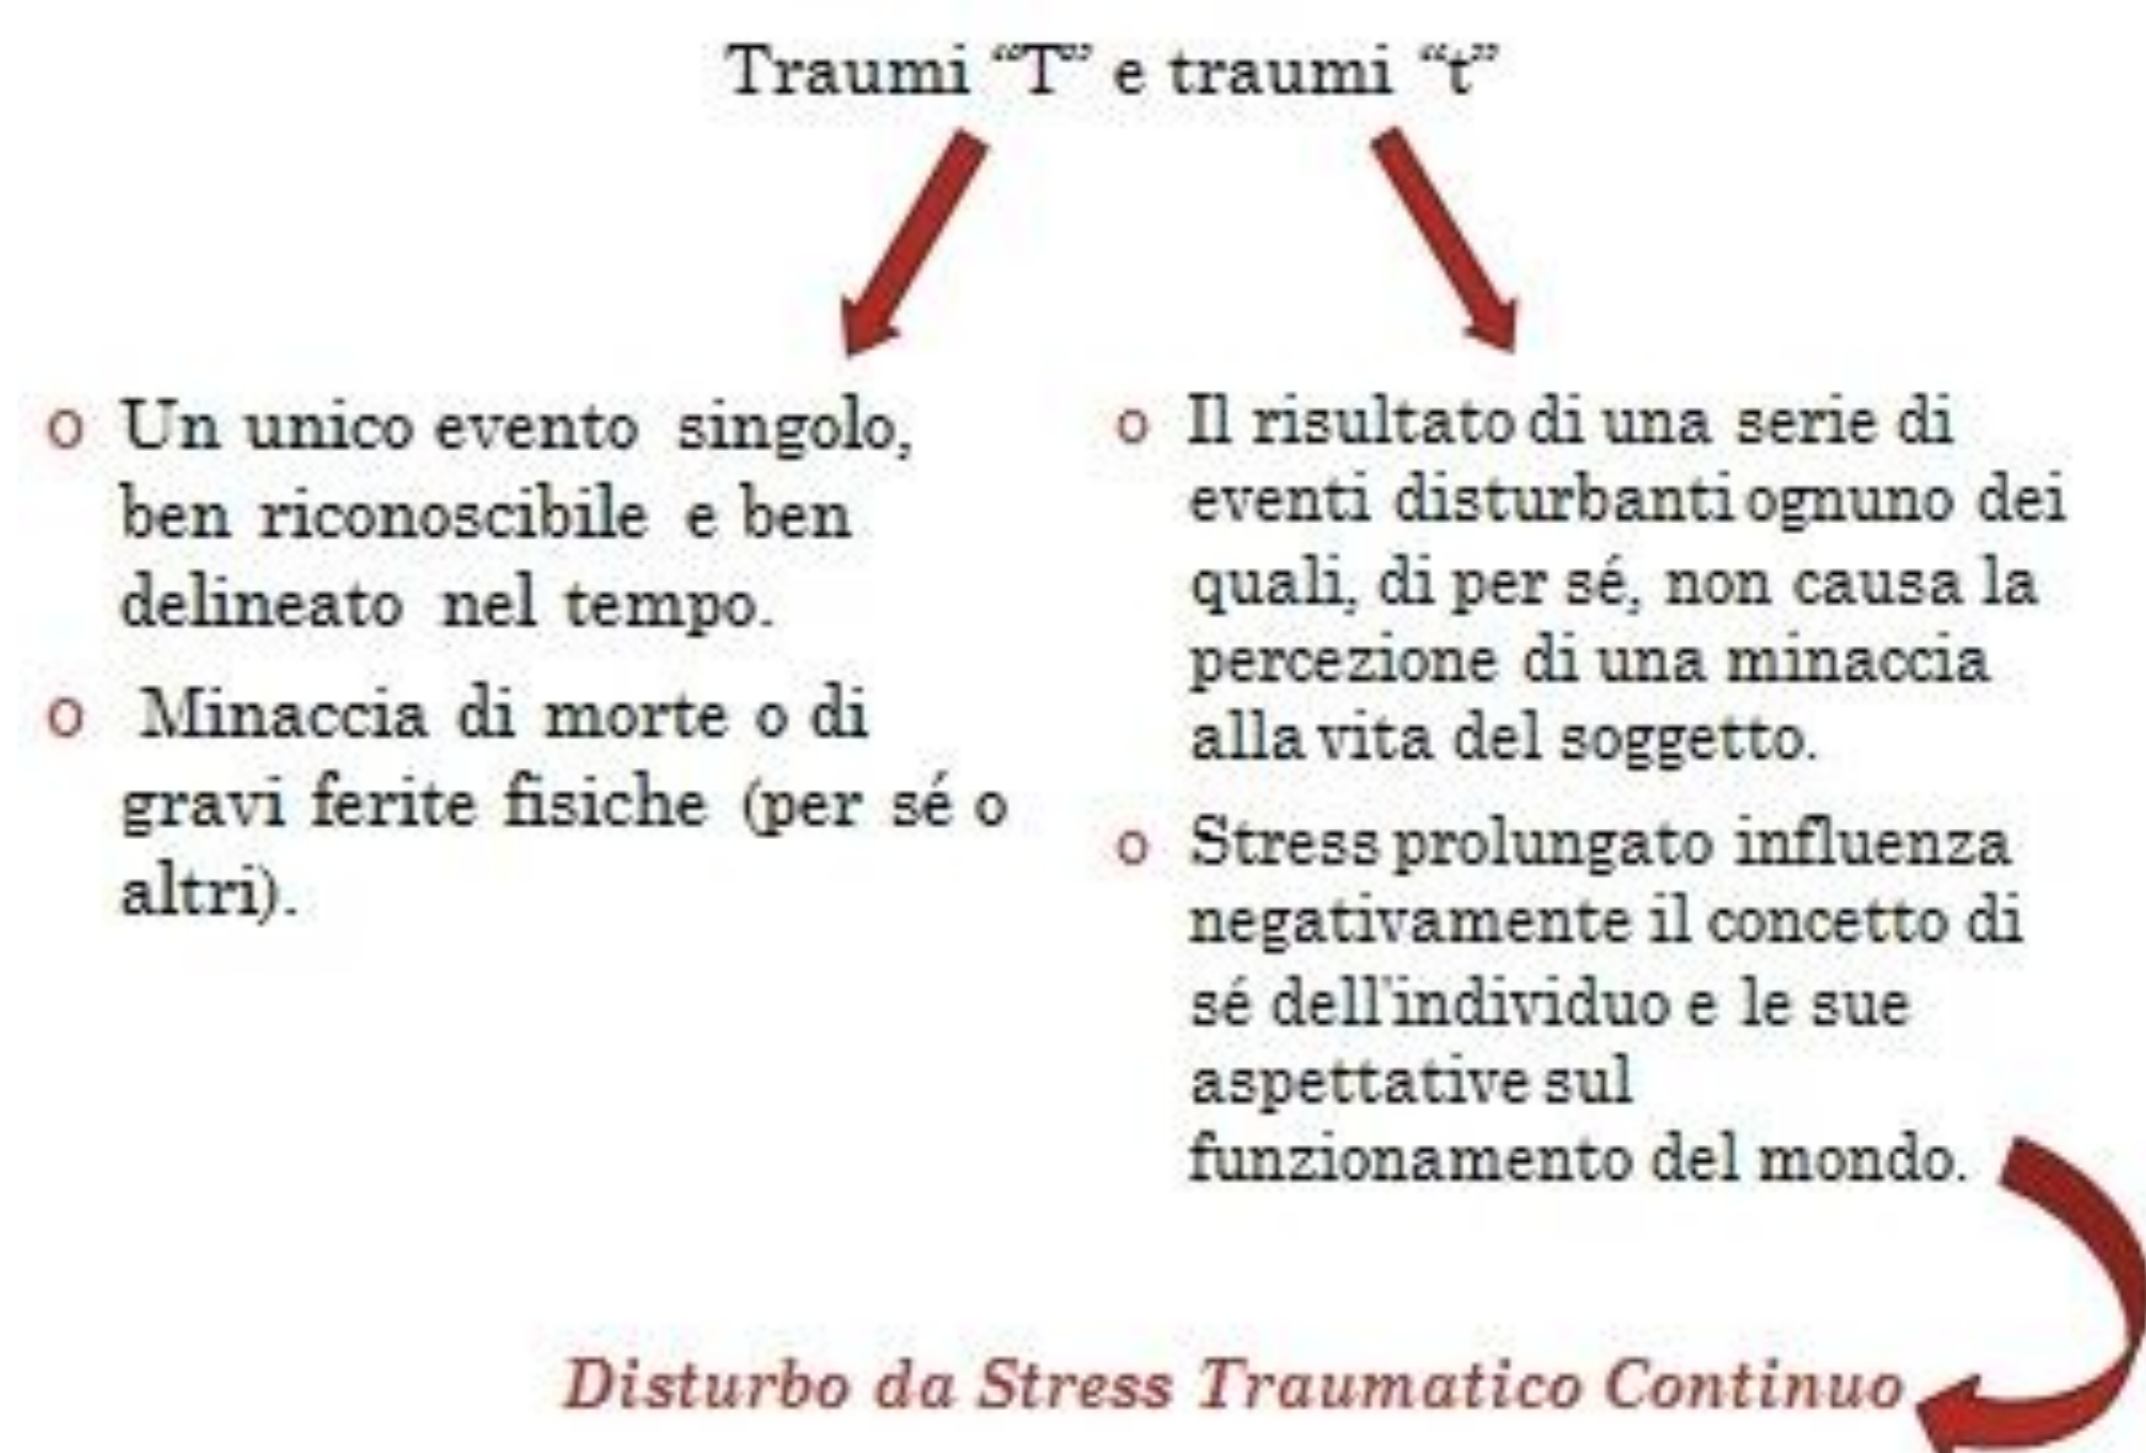 Traumi “T” e traumi “t”
o Un unico evento singolo,
ben riconoscibile e ben
delineato nel tempo.
o Minaccia di morte o di
gravi ferite fisiche (per sé o
altri).
o Il risultato di una serie di
eventi disturbanti ognuno dei
quali, di per sé, non causa la
percezione di una minaccia
alla vita del soggetto.
o Stress prolungato influenza
negativamente il concetto di
sé dell'individuo e le sue
aspettative sul
funzionamento del mondo.
Disturbo da Stress Traumatico Continuo